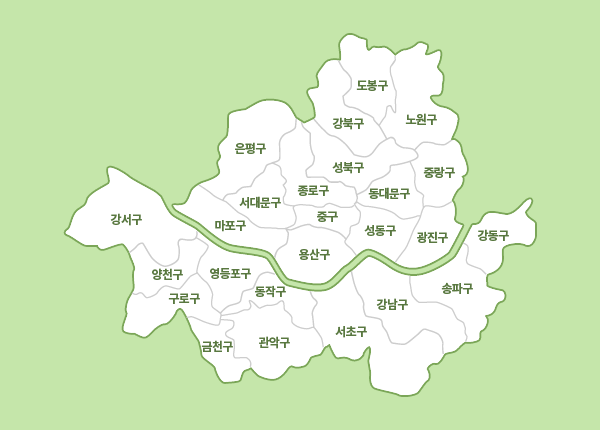 도봉구
강북구
노원구
은평구
성북구
중랑구
종로구
동대문구
서대문구
강서구
마포구
중구
성동구
광진구
강동구
용산구
양천구
영등포구
동작구
송파구
구로구
강남구
서초구
금천구
관악구